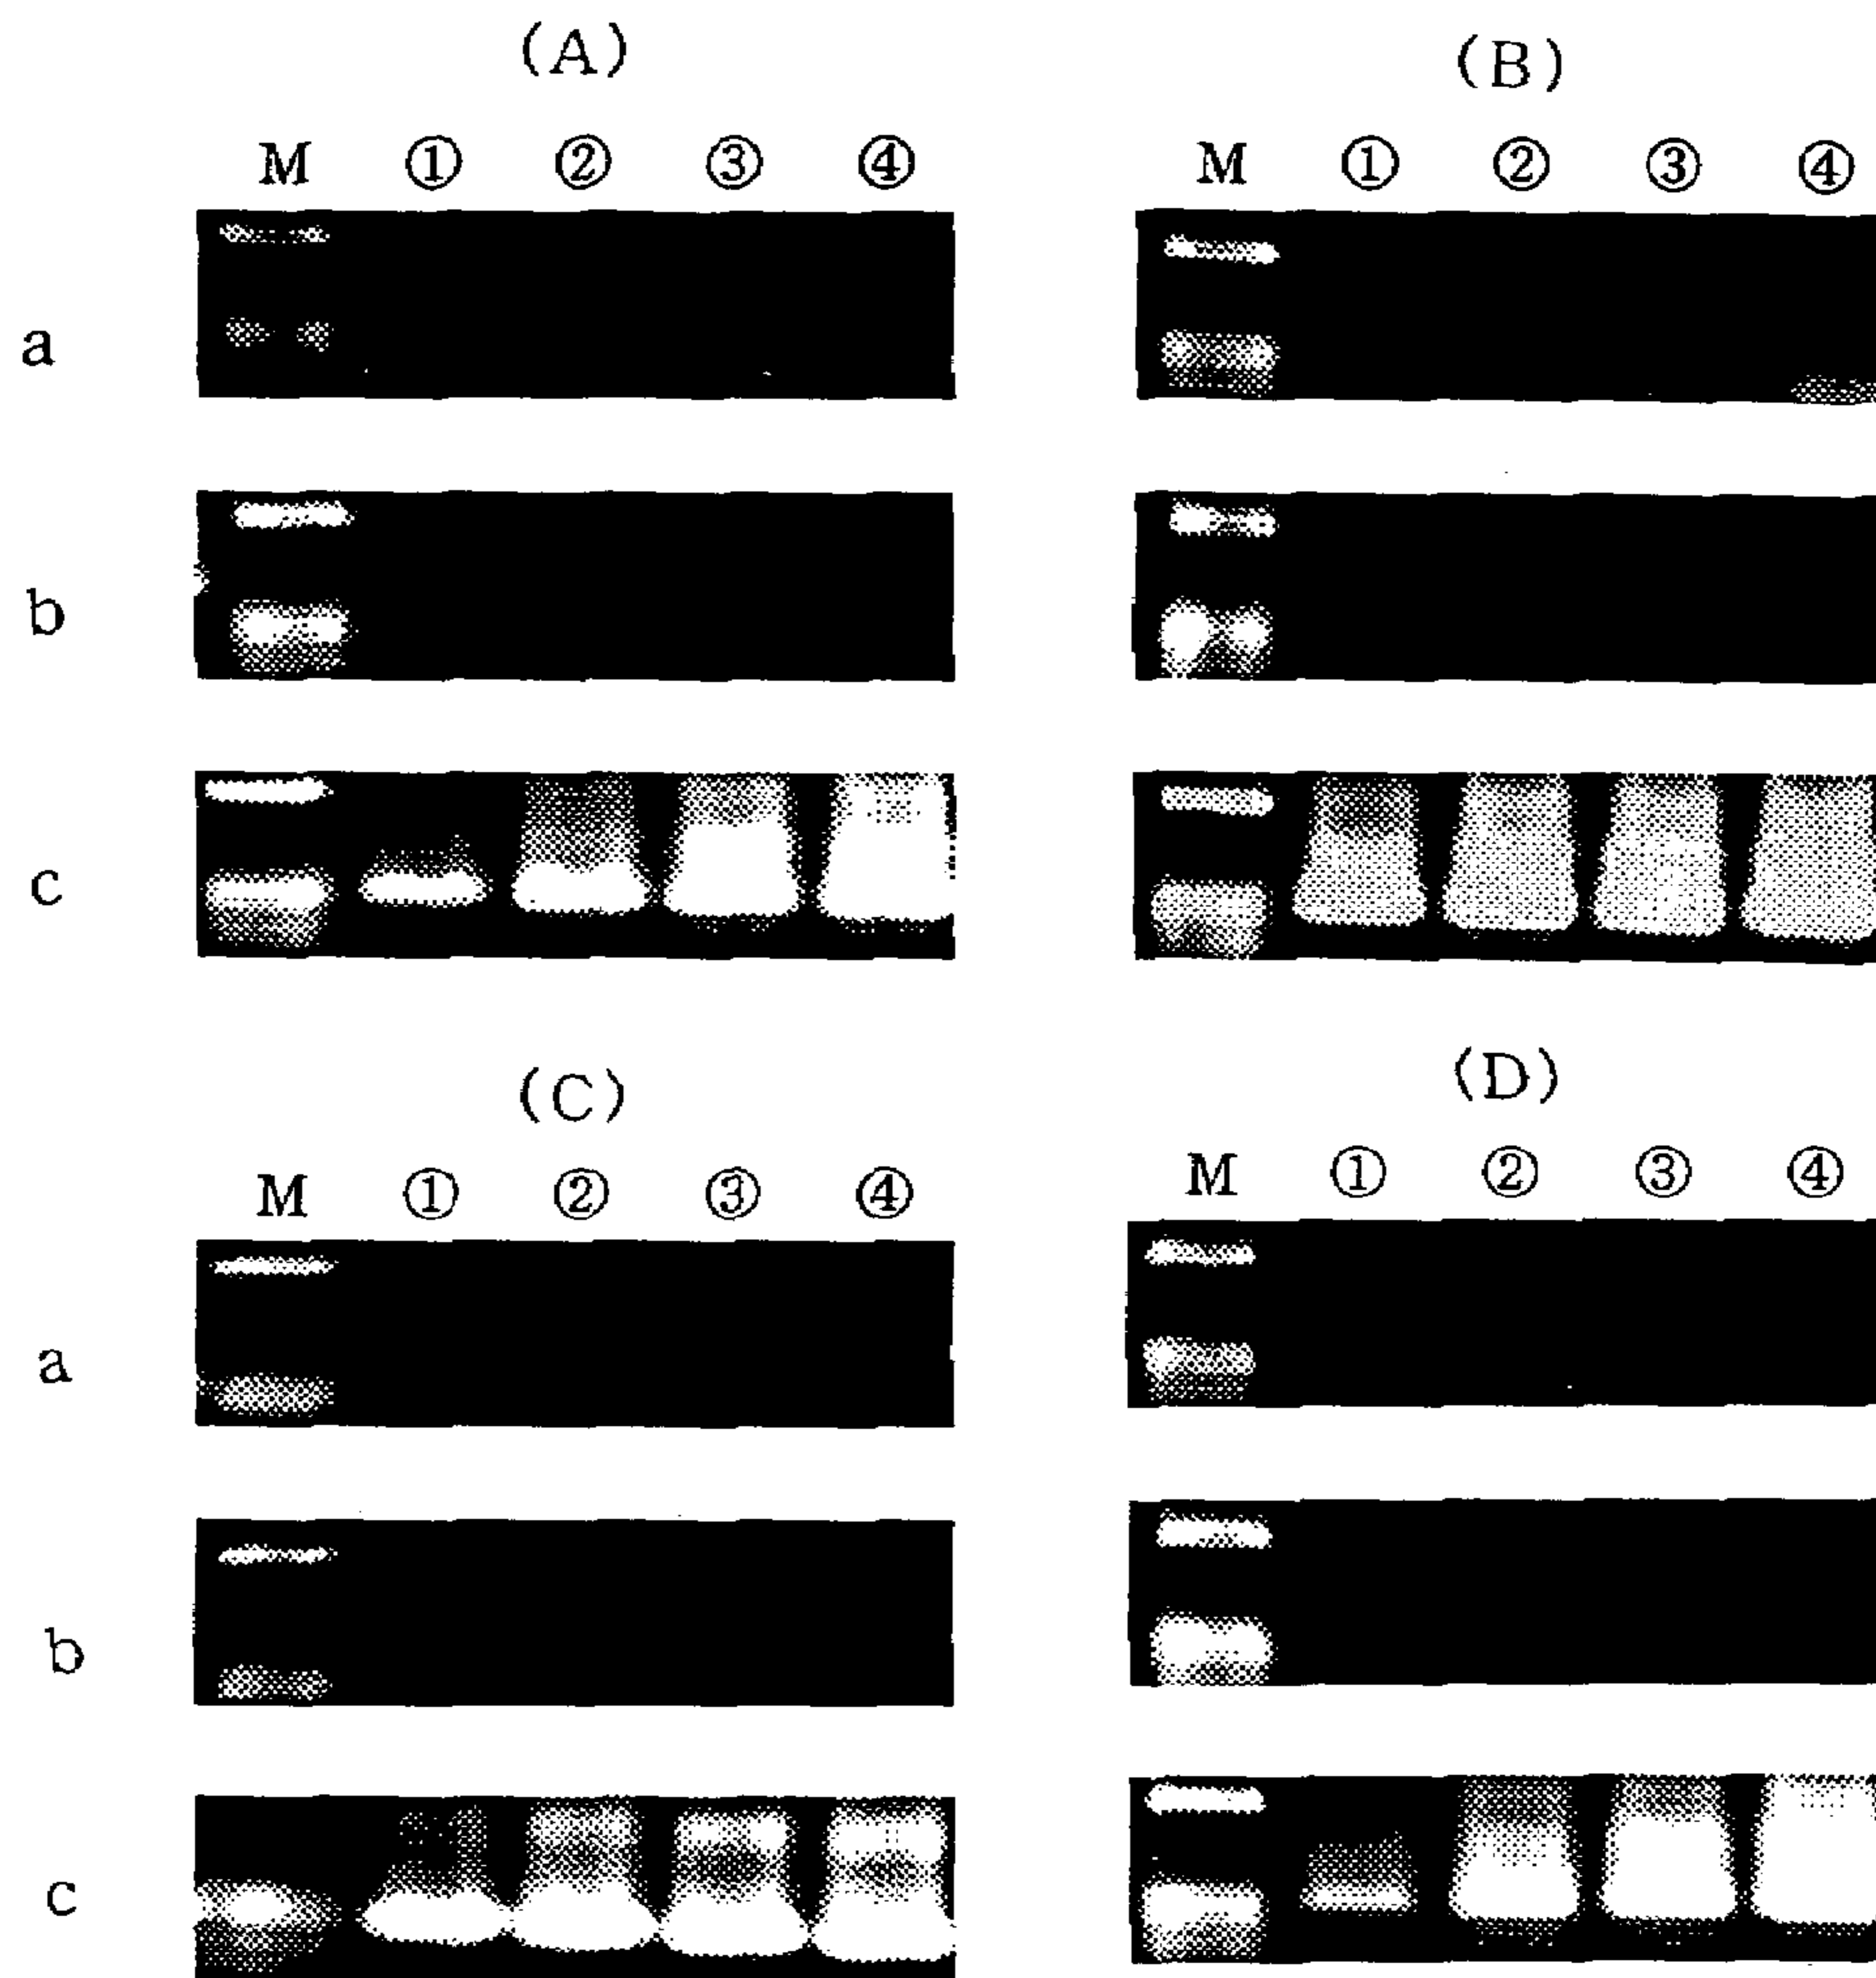 (A)
M ① ② ③ ④
a
b
c
(B)
M ① ② ③ ④
(C)
M ① ② ③ ④
a
b
c
(D)
M ① ② ③ ④